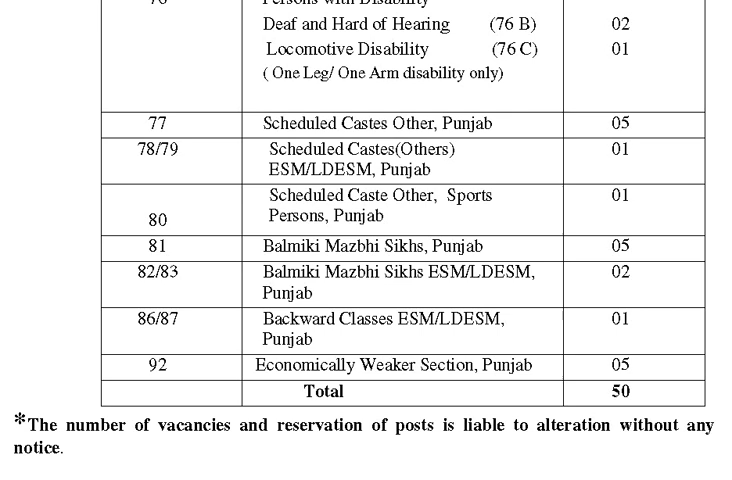 76 Persons with Disability
Deaf and Hard of Hearing (76 B) 02
Locomotive Disability (76 C) 01
( One Leg/ One Arm disability only)
77 Scheduled Castes Other, Punjab 05
78/79 Scheduled Castes(Others) 01
ESM/LDESM, Punjab
Scheduled Caste Other, Sports 01
80 Persons, Punjab
81 Balmiki Mazbhi Sikhs, Punjab 05
82/83 Balmiki Mazbhi Sikhs ESM/LDESM, 02
Punjab
86/87 Backward Classes ESM/LDESM, 01
Punjab
92 Economically Weaker Section, Punjab 05
Total 50
*The number of vacancies and reservation of posts is liable to alteration without any
notice.